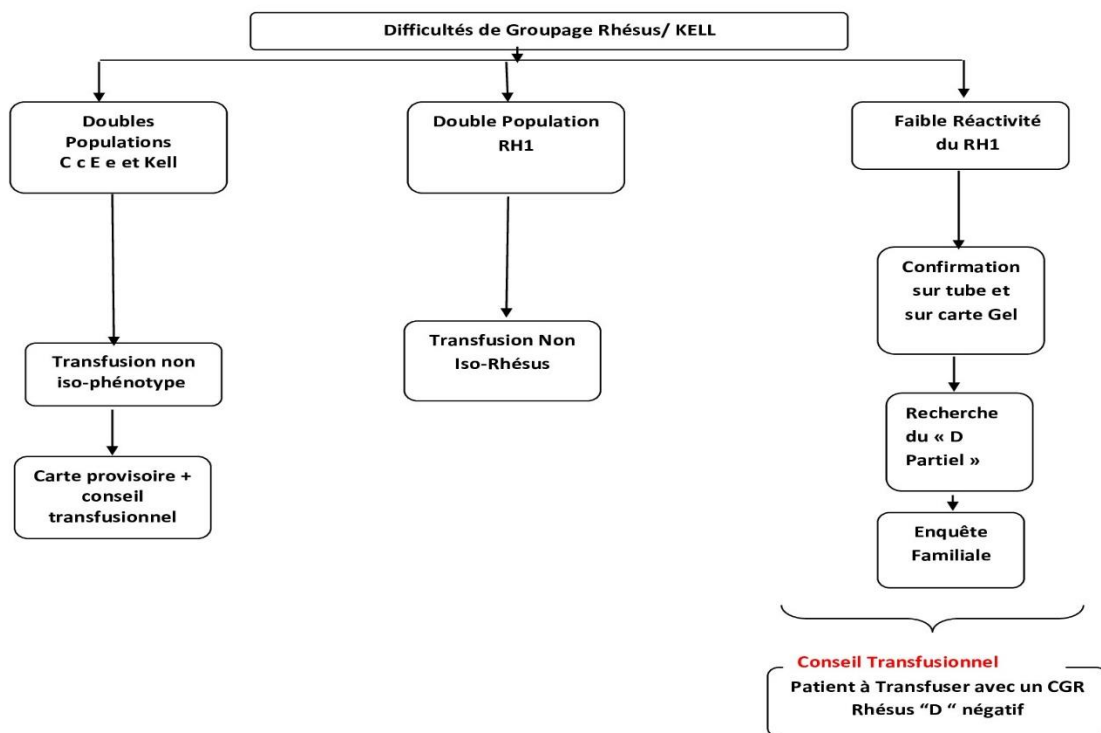 Difficultés de Groupage Rhésus/ KELL
Doubles
Populations
C c E e et Kell
Transfusion non
iso-phénotype
Carte provisoire +
conseil
transfusionnel
Double Population
RH1
Transfusion Non
Iso-Rhésus
Faible Réactivité
du RH1
Confirmation
sur tube et
sur carte Gel
Recherche
du « D
Partiel »
Enquête
Familiale
Conseil Transfusionnel
Patient à Transfuser avec un CGR
Rhésus “D “ négatif